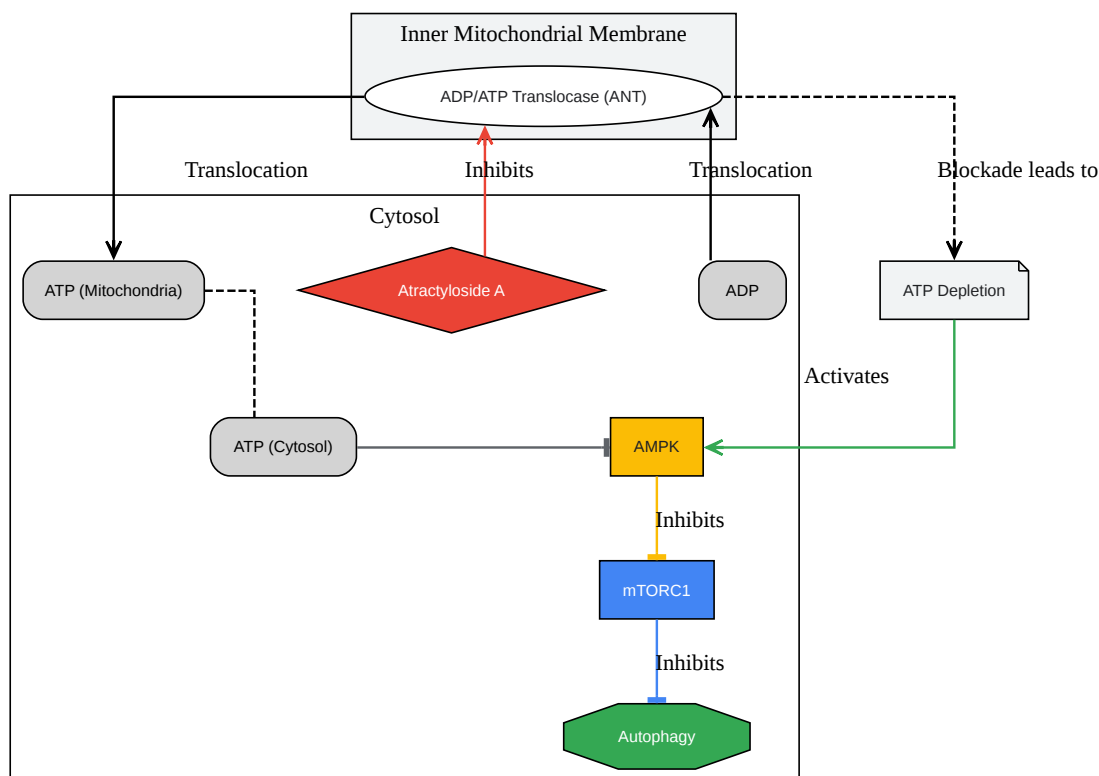 Inner Mitochondrial Membrane
ADP/ATP Translocase (ANT)
Translocation
Inhibits
Translocation
Blockade leads to
Cytosol
ATP (Mitochondria)
Atractyloside A
ADP
ATP Depletion
Activates
ATP (Cytosol)
AMPK
Inhibits
mTORC1
Inhibits
Autophagy